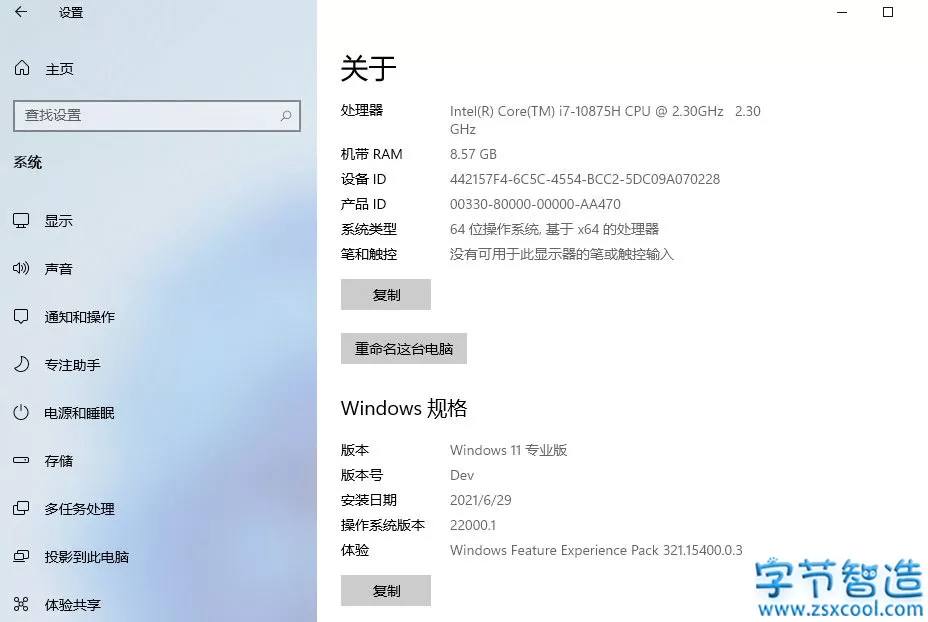 设置
主页
查找设置
系统
显示
声音
通知和操作
专注助手
电源和睡眠
存储
多任务处理
投影到此电脑
体验共享
关于
处理器 Intel(R) Core(TM) i7-10875H CPU @ 2.30GHz 2.30
GHz
机带 RAM 8.57 GB
设备 ID 442157F4-6C5C-4554-BCC2-5DC09A070228
产品 ID 00330-80000-00000-AA470
系统类型 64 位操作系统, 基于 x64 的处理器
笔和触控 没有可用于此显示器的笔或触控输入
复制
重命名这台电脑
Windows 规格
版本 Windows 11 专业版
版本号 Dev
安装日期 2021/6/29
操作系统版本 22000.1
体验 Windows Feature Experience Pack 321.15400.0.3
复制
字节智造
www.zsxcool.com